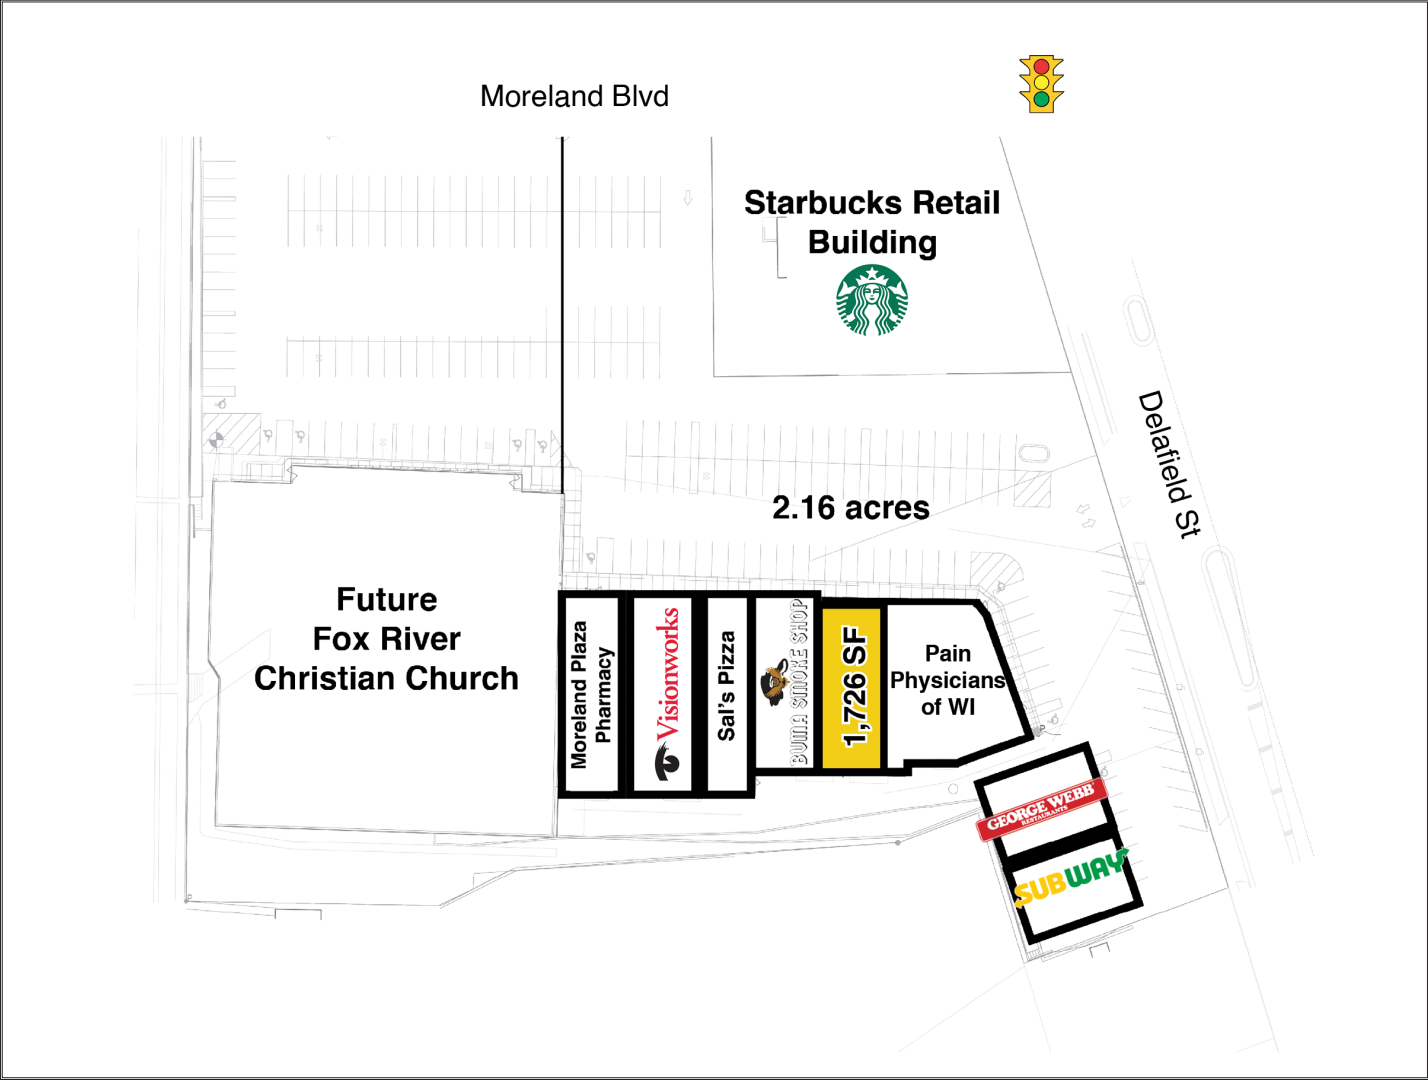 Moreland Blvd
Starbucks Retail
Building
Delafield St
2.16 acres
Future
Fox River
Christian Church
Moreland Plaza
Pharmacy
Visionworks
Sal's Pizza
BUMA SMOKE SHOP
1,726 SF
Pain
Physicians
of WI
GEORGE WEBB
RESTAURANTS
SUBWAY